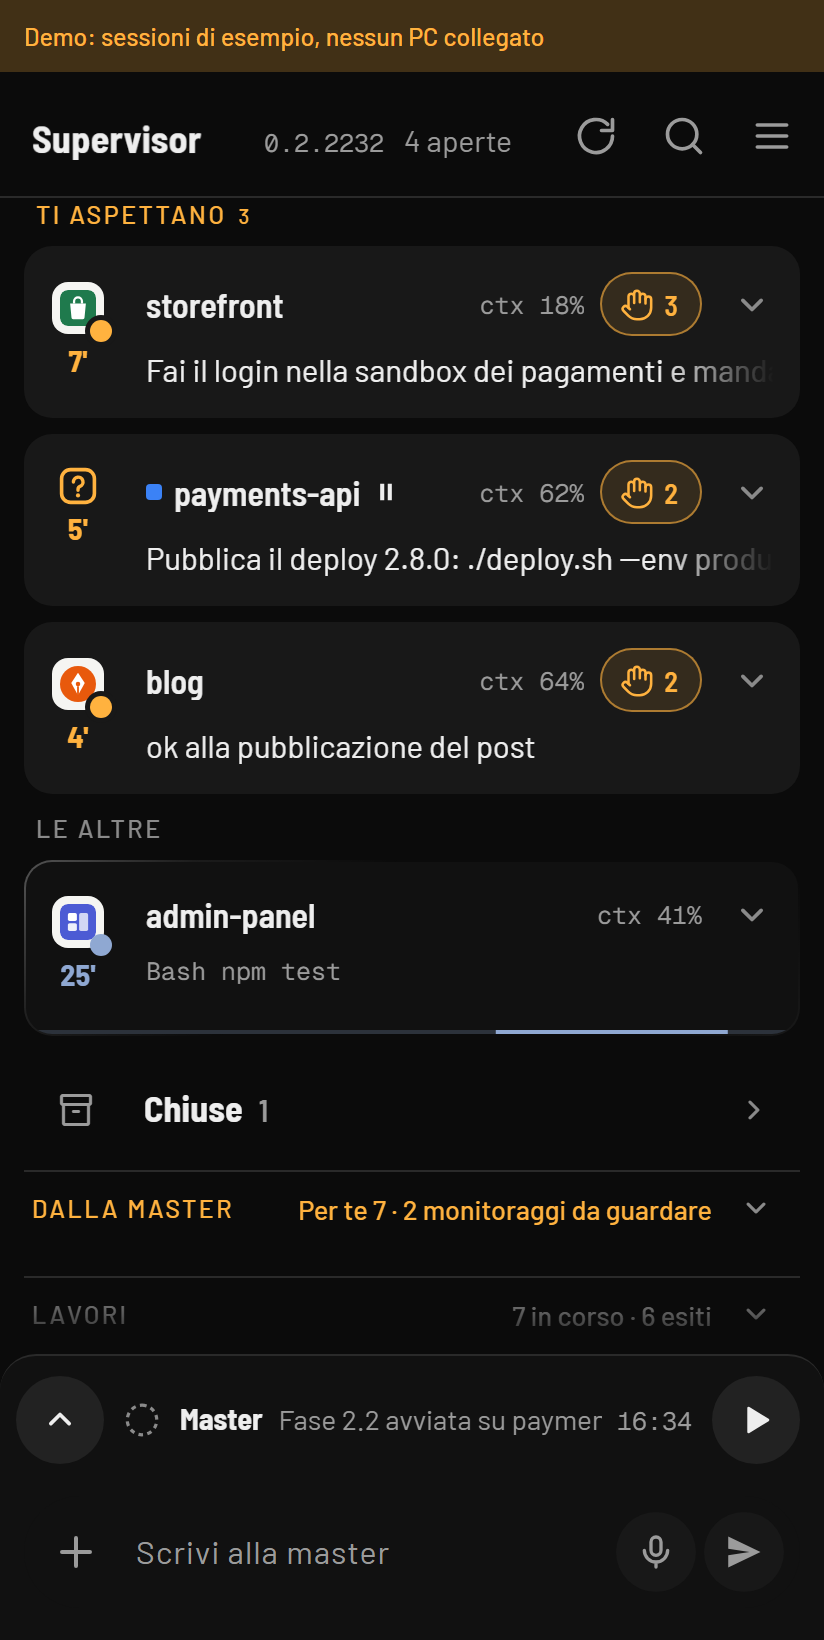 Demo: sessioni di esempio, nessun PC collegato
Supervisor 0.2.2232 4 aperte
TI ASPETTANO 3
storefront ctx 18% 3
7' Fai il login nella sandbox dei pagamenti e mand
payments-api ctx 62% 2
5' Pubblica il deploy 2.8.0: ./deploy.sh —env produ
blog ctx 64% 2
4' ok alla pubblicazione del post
LE ALTRE
admin-panel ctx 41%
25' Bash npm test
Chiuse 1
DALLA MASTER Per te 7 · 2 monitoraggi da guardare
LAVORI 7 in corso · 6 esiti
Master Fase 2.2 avviata su paymer 16:34
Scrivi alla master